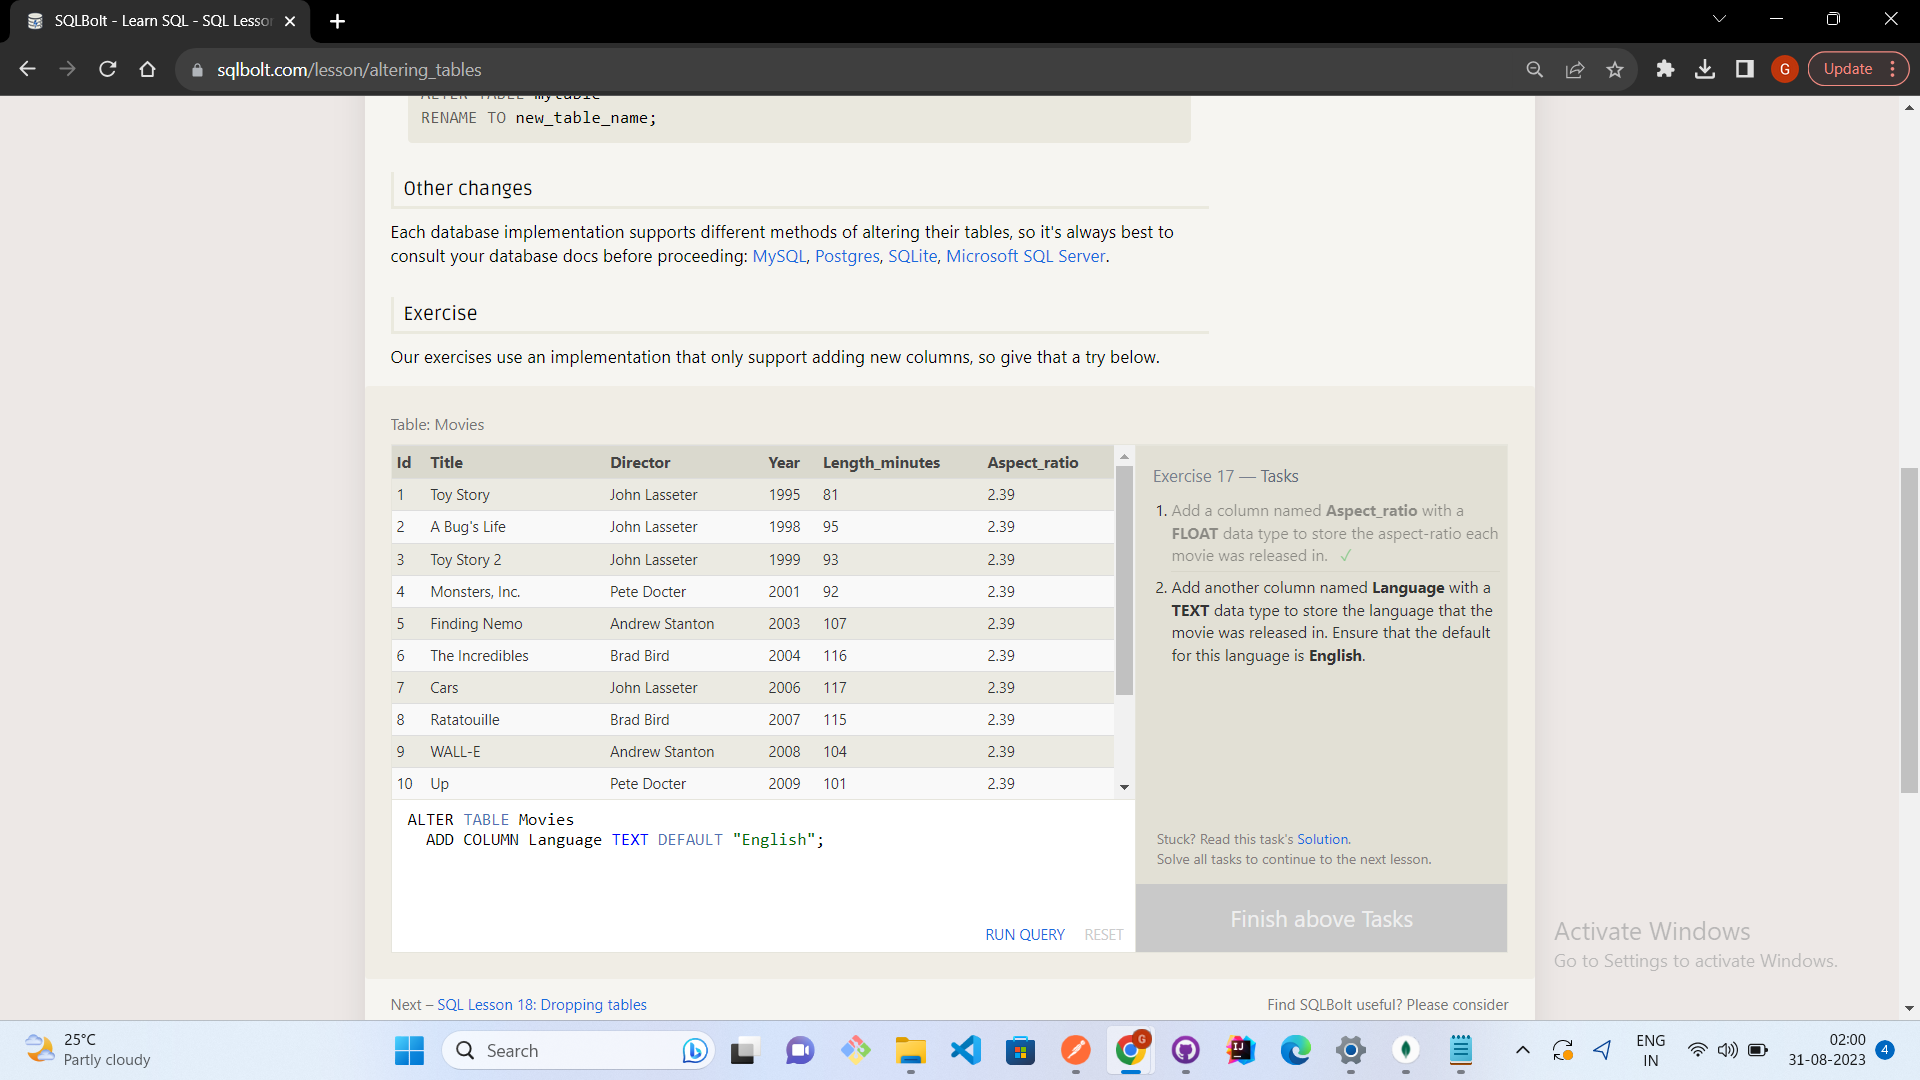 SQLBolt - Learn SQL - SQL Lesso
sqlbolt.com/lesson/altering_tables
G
Update
ALTER TABLE mytable
RENAME TO new_table_name;
Other changes
Each database implementation supports different methods of altering their tables, so it's always best to
consult your database docs before proceeding: MySQL, Postgres, SQLite, Microsoft SQL Server.
Exercise
Our exercises use an implementation that only support adding new columns, so give that a try below.
Table: Movies
Id Title Director Year Length_minutes Aspect_ratio
1 Toy Story John Lasseter 1995 81 2.39
2 A Bug's Life John Lasseter 1998 95 2.39
3 Toy Story 2 John Lasseter 1999 93 2.39
4 Monsters, Inc. Pete Docter 2001 92 2.39
5 Finding Nemo Andrew Stanton 2003 107 2.39
6 The Incredibles Brad Bird 2004 116 2.39
7 Cars John Lasseter 2006 117 2.39
8 Ratatouille Brad Bird 2007 115 2.39
9 WALL-E Andrew Stanton 2008 104 2.39
10 Up Pete Docter 2009 101 2.39
ALTER TABLE Movies
ADD COLUMN Language TEXT DEFAULT "English";
RUN QUERY RESET
Exercise 17 — Tasks
1. Add a column named Aspect_ratio with a
FLOAT data type to store the aspect-ratio each
movie was released in. ✓
2. Add another column named Language with a
TEXT data type to store the language that the
movie was released in. Ensure that the default
for this language is English.
Stuck? Read this task's Solution.
Solve all tasks to continue to the next lesson.
Finish above Tasks
Activate Windows
Go to Settings to activate Windows.
Next – SQL Lesson 18: Dropping tables
Find SQLBolt useful? Please consider
25°C
Partly cloudy
Search
G
IJ
ENG
IN
02:00
31-08-2023
4